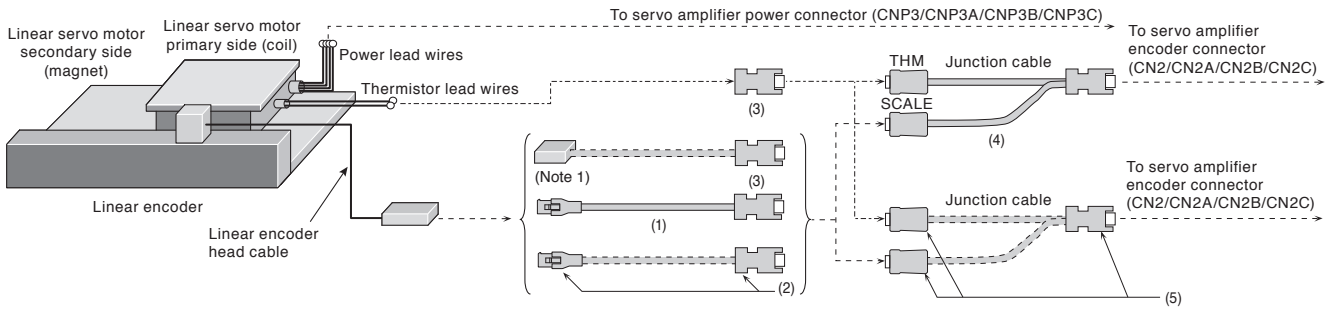 To servo amplifier power connector (CNP3/CNP3A/CNP3B/CNP3C)
Linear servo motor
secondary side
(magnet)
Linear servo motor
primary side (coil)
Power lead wires
Thermistor lead wires
(3)
THM
Junction cable
SCALE
(4)
To servo amplifier
encoder connector
(CN2/CN2A/CN2B/CN2C)
(Note 1)
(3)
(1)
(2)
Linear encoder
Linear encoder
head cable
Junction cable
To servo amplifier
encoder connector
(CN2/CN2A/CN2B/CN2C)
(5)